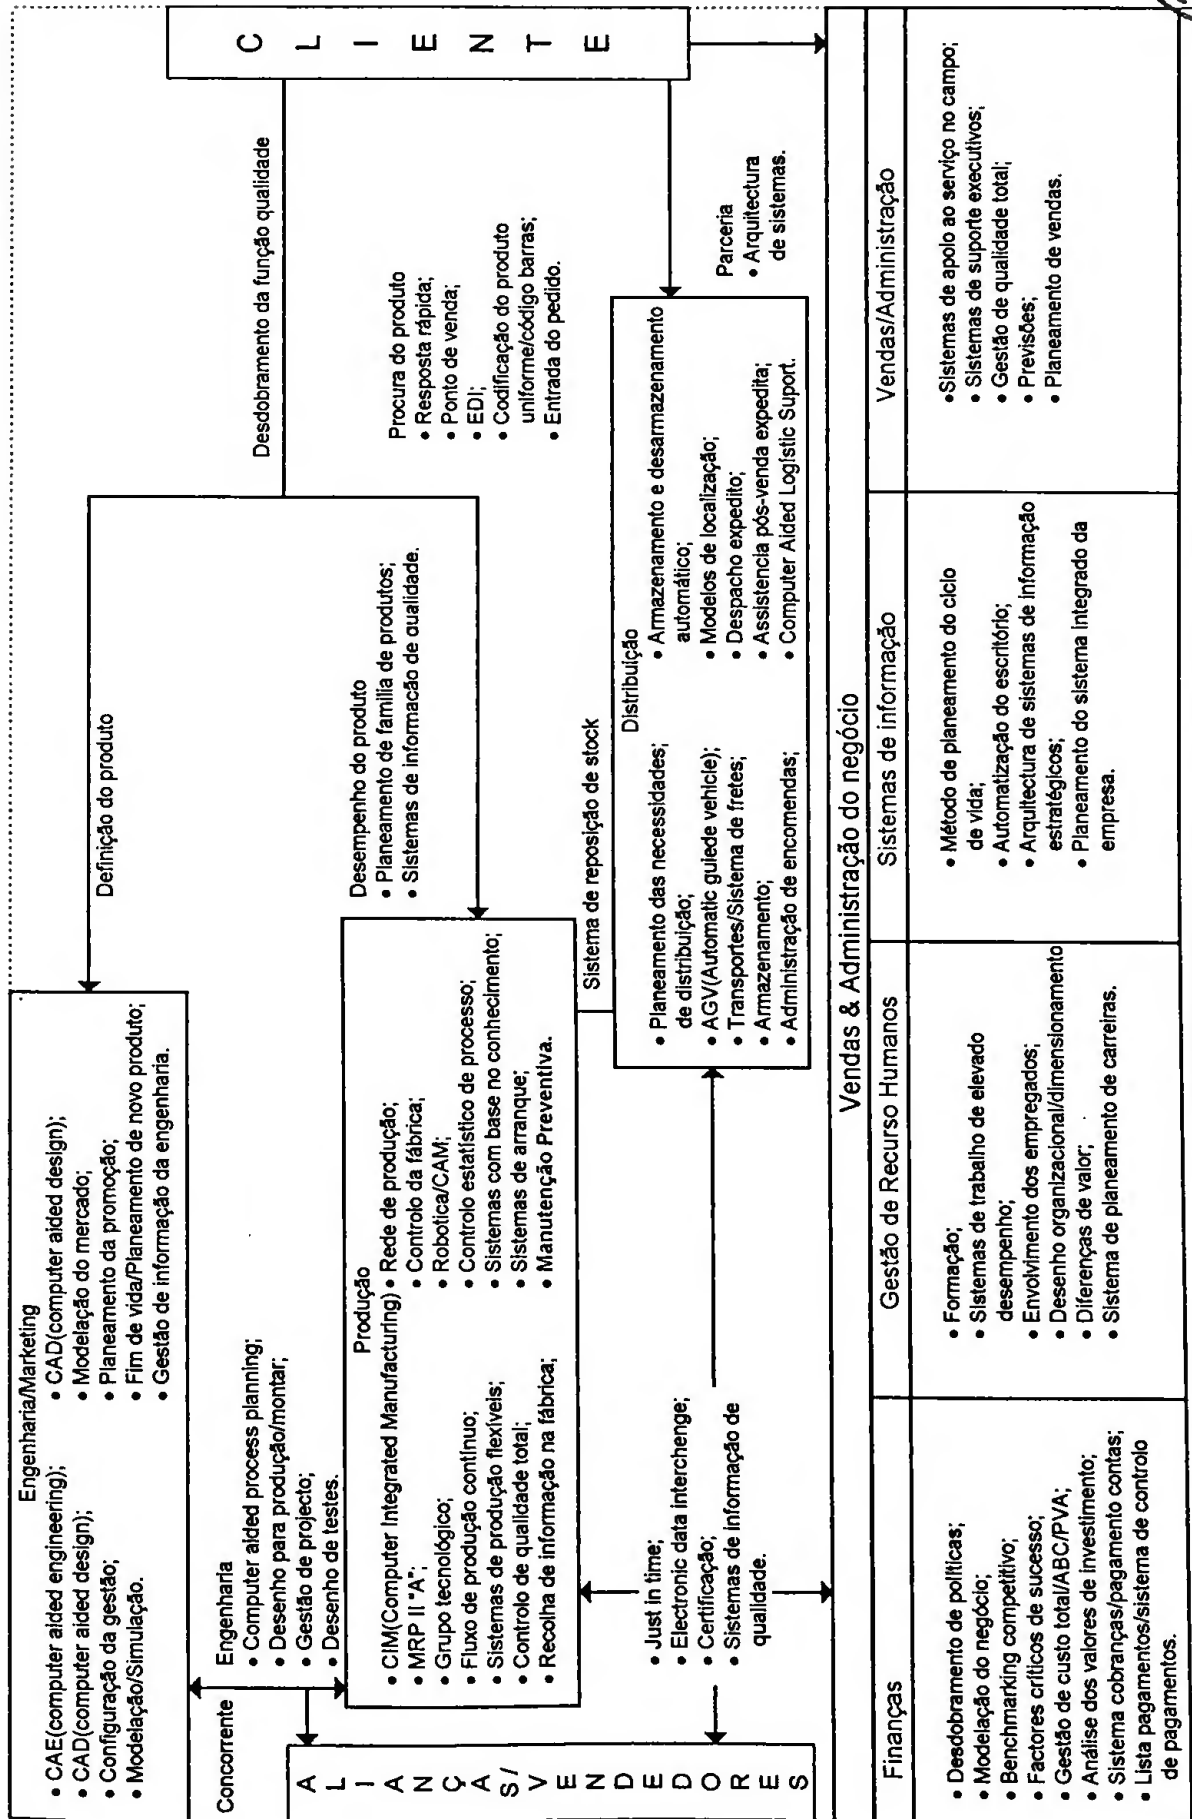 Engenharia/Marketing
• CAE(computer aided engineering);
• CAD(computer aided design);
• Configuração da gestão;
• Modelação/Simulação.
• CAD(computer aided design);
• Modelação do mercado;
• Planeamento da promoção;
• Fim de vida/Planeamento de novo produto;
• Gestão de informação da engenharia.
Definição do produto
Desdobramento da função qualidade
CLIENTE
Concorrente
Engenharia
• Computer aided process planning;
• Desenho para produção/montar;
• Gestão de projecto;
• Desenho de testes.
Desempenho do produto
• Planeamento de familia de produtos;
• Sistemas de informacão de qualidade.
Procura do produto
• Resposta rápida;
• Ponto de venda;
• EDI;
• Codificação do produto
uniforme/código barras;
• Entrada do pedido.
ALIANÇAS/VENDEDORES
Produção
• CIM(Computer Integrated Manufacturing)
• MRP II "A";
• Grupo tecnológico;
• Fluxo de produção contínuo;
• Sistemas de produção flexíveis;
• Controlo de qualidade total;
• Recolha de informação na fábrica;
• Rede de produção;
• Controlo da fábrica;
• Robotica/CAM;
• Controlo estatístico de processo;
• Sistemas com base no conhecimento;
• Sistemas de arranque;
• Manutenção Preventiva.
Sistema de reposição de stock
Distribuição
• Planeamento das necessidades
de distribuição;
• AGV(Automatic guiede vehicle);
• Transportes/Sistema de fretes;
• Armazenamento;
• Administração de encomendas;
• Armazenamento e desarmazenamento
automático;
• Modelos de localização;
• Despacho expedito;
• Assistencia pós-venda expedita;
• Computer Aided Logístic Suport.
Parceria
• Arquitectura
de sistemas.
• Just in time;
• Electronic data interchenge;
• Certificação;
• Sistemas de informação de
qualidade.
Vendas & Administração do negócio
Finanças
• Desdobramento de políticas;
• Modelação do negócio;
• Benchmarking competitivo;
• Factores críticos de sucesso;
• Gestão de custo total/ABC/PVA;
• Análise dos valores de investimento;
• Sistema cobranças/pagamento contas;
• Lista pagamentos/sistema de controlo
de pagamentos.
Gestão de Recurso Humanos
• Formação;
• Sistemas de trabalho de elevado
desempenho;
• Envolvimento dos empregados;
• Desenho organizacional/dimensionamento
• Diferenças de valor;
• Sistema de planeamento de carreiras.
Sistemas de informação
• Método de planeamento do ciclo
de vida;
• Automatização do escritório;
• Arquitectura de sistemas de informação
estratégicos;
• Planeamento do sistema integrado da
empresa.
Vendas/Administração
•Sistemas de apolo ao serviço no campo;
• Sistemas de suporte executivos;
• Gestão de qualidade total;
• Previsões;
• Planeamento de vendas.